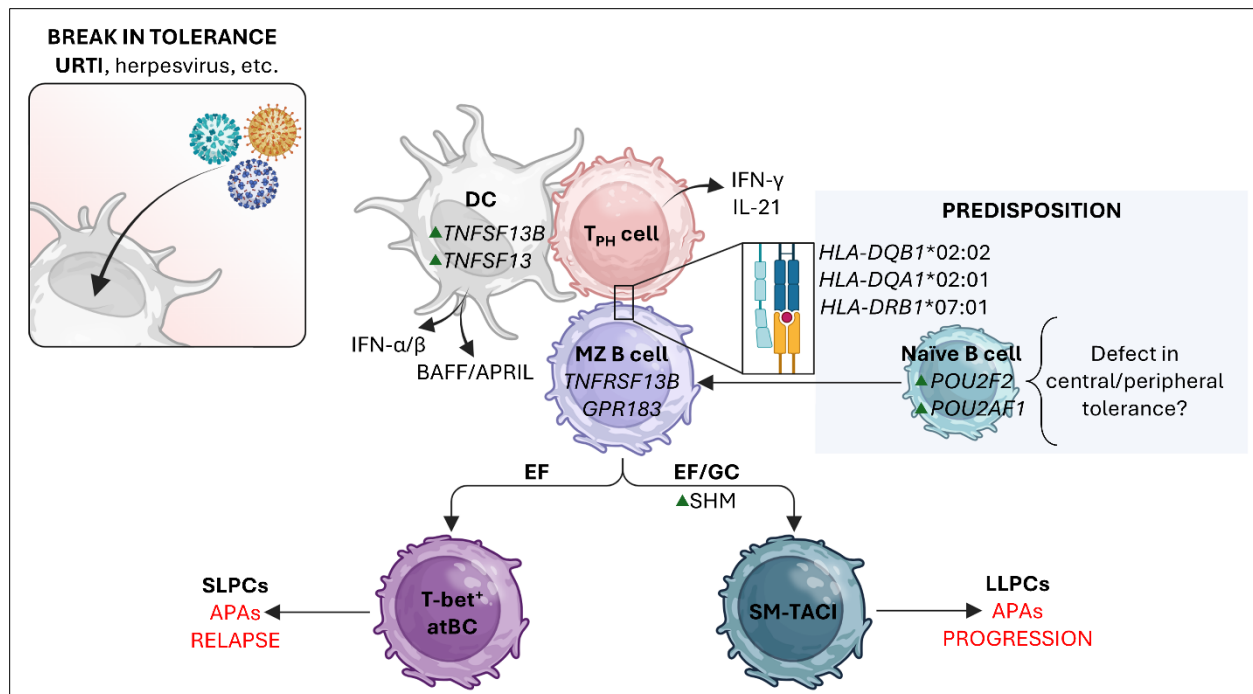 BREAK IN TOLERANCE
URTI, herpesvirus, etc.
DC
▲TNFSF13B
▲TNFSF13
T_PH cell
IFN-γ
IL-21
IFN-α/β
BAFF/APRIL
MZ B cell
TNFRSF13B
GPR183
PREDISPOSITION
HLA-DQB1*02:02
HLA-DQA1*02:01
HLA-DRB1*07:01
Naïve B cell
▲POU2F2
▲POU2AF1
Defect in
central/peripheral
tolerance?
EF
EF/GC
▲SHM
SLPCs
APAs
RELAPSE
T-bet⁺
atBC
SM-TACI
LLPCs
APAs
PROGRESSION